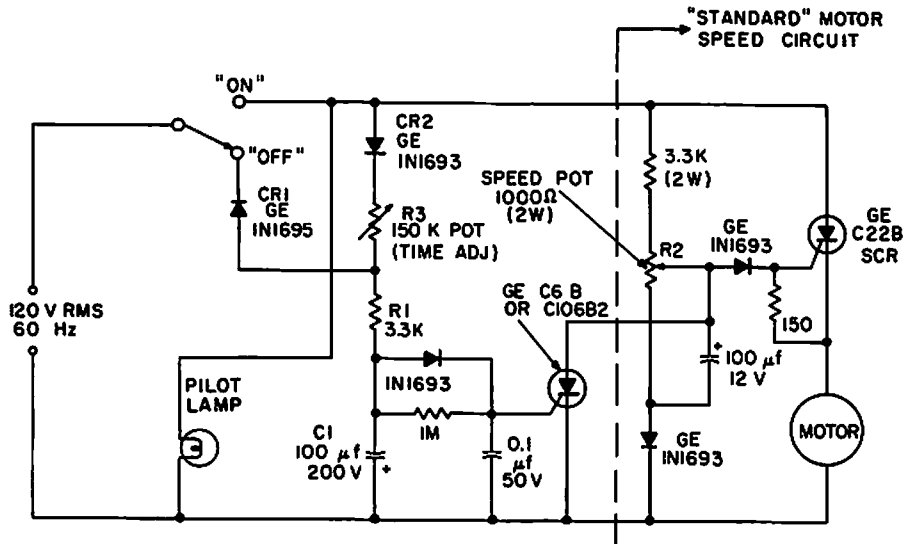 "STANDARD" MOTOR
SPEED CIRCUIT
"ON"
"OFF"
CR1
GE
IN1695
CR2
GE
IN1693
R3
150 K POT
(TIME ADJ)
R1
3.3K
120 V RMS
60 Hz
PILOT
LAMP
IN1693
1M
C1
100 μf
200V
+
0.1
μf
50V
GE C6 B
OR C106B2
SPEED POT
1000Ω
(2W)
3.3K
(2W)
R2
GE
IN1693
GE
C22B
SCR
150
+
100 μf
12 V
GE
IN1693
MOTOR